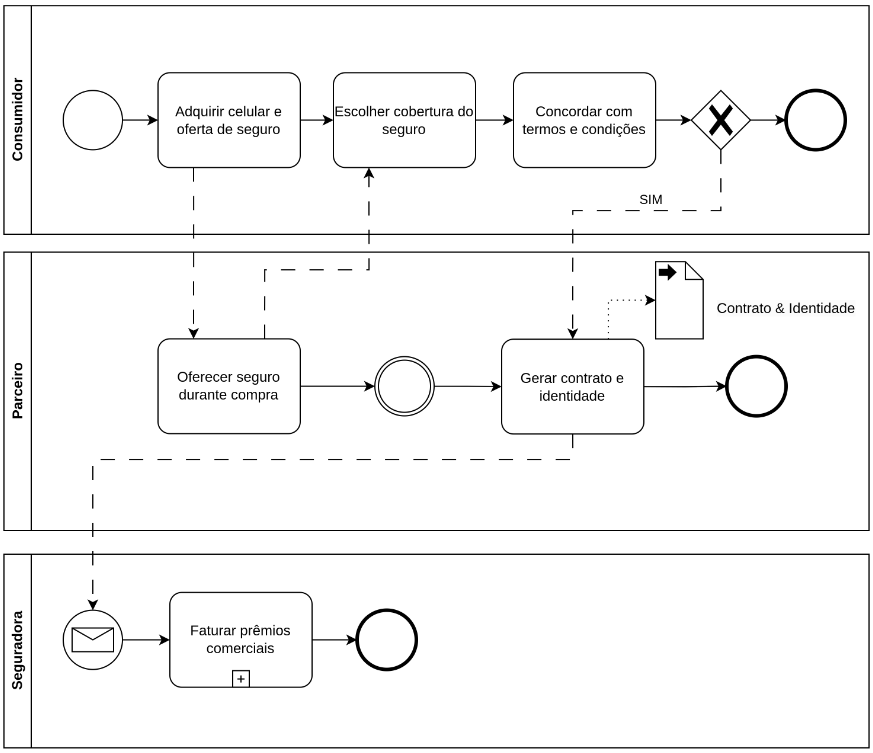 Consumidor
Adquirir celular e
oferta de seguro
Escolher cobertura do
seguro
Concordar com
termos e condições
SIM
Parceiro
Contrato & Identidade
Oferecer seguro
durante compra
Gerar contrato e
identidade
Seguradora
Faturar prêmios
comerciais